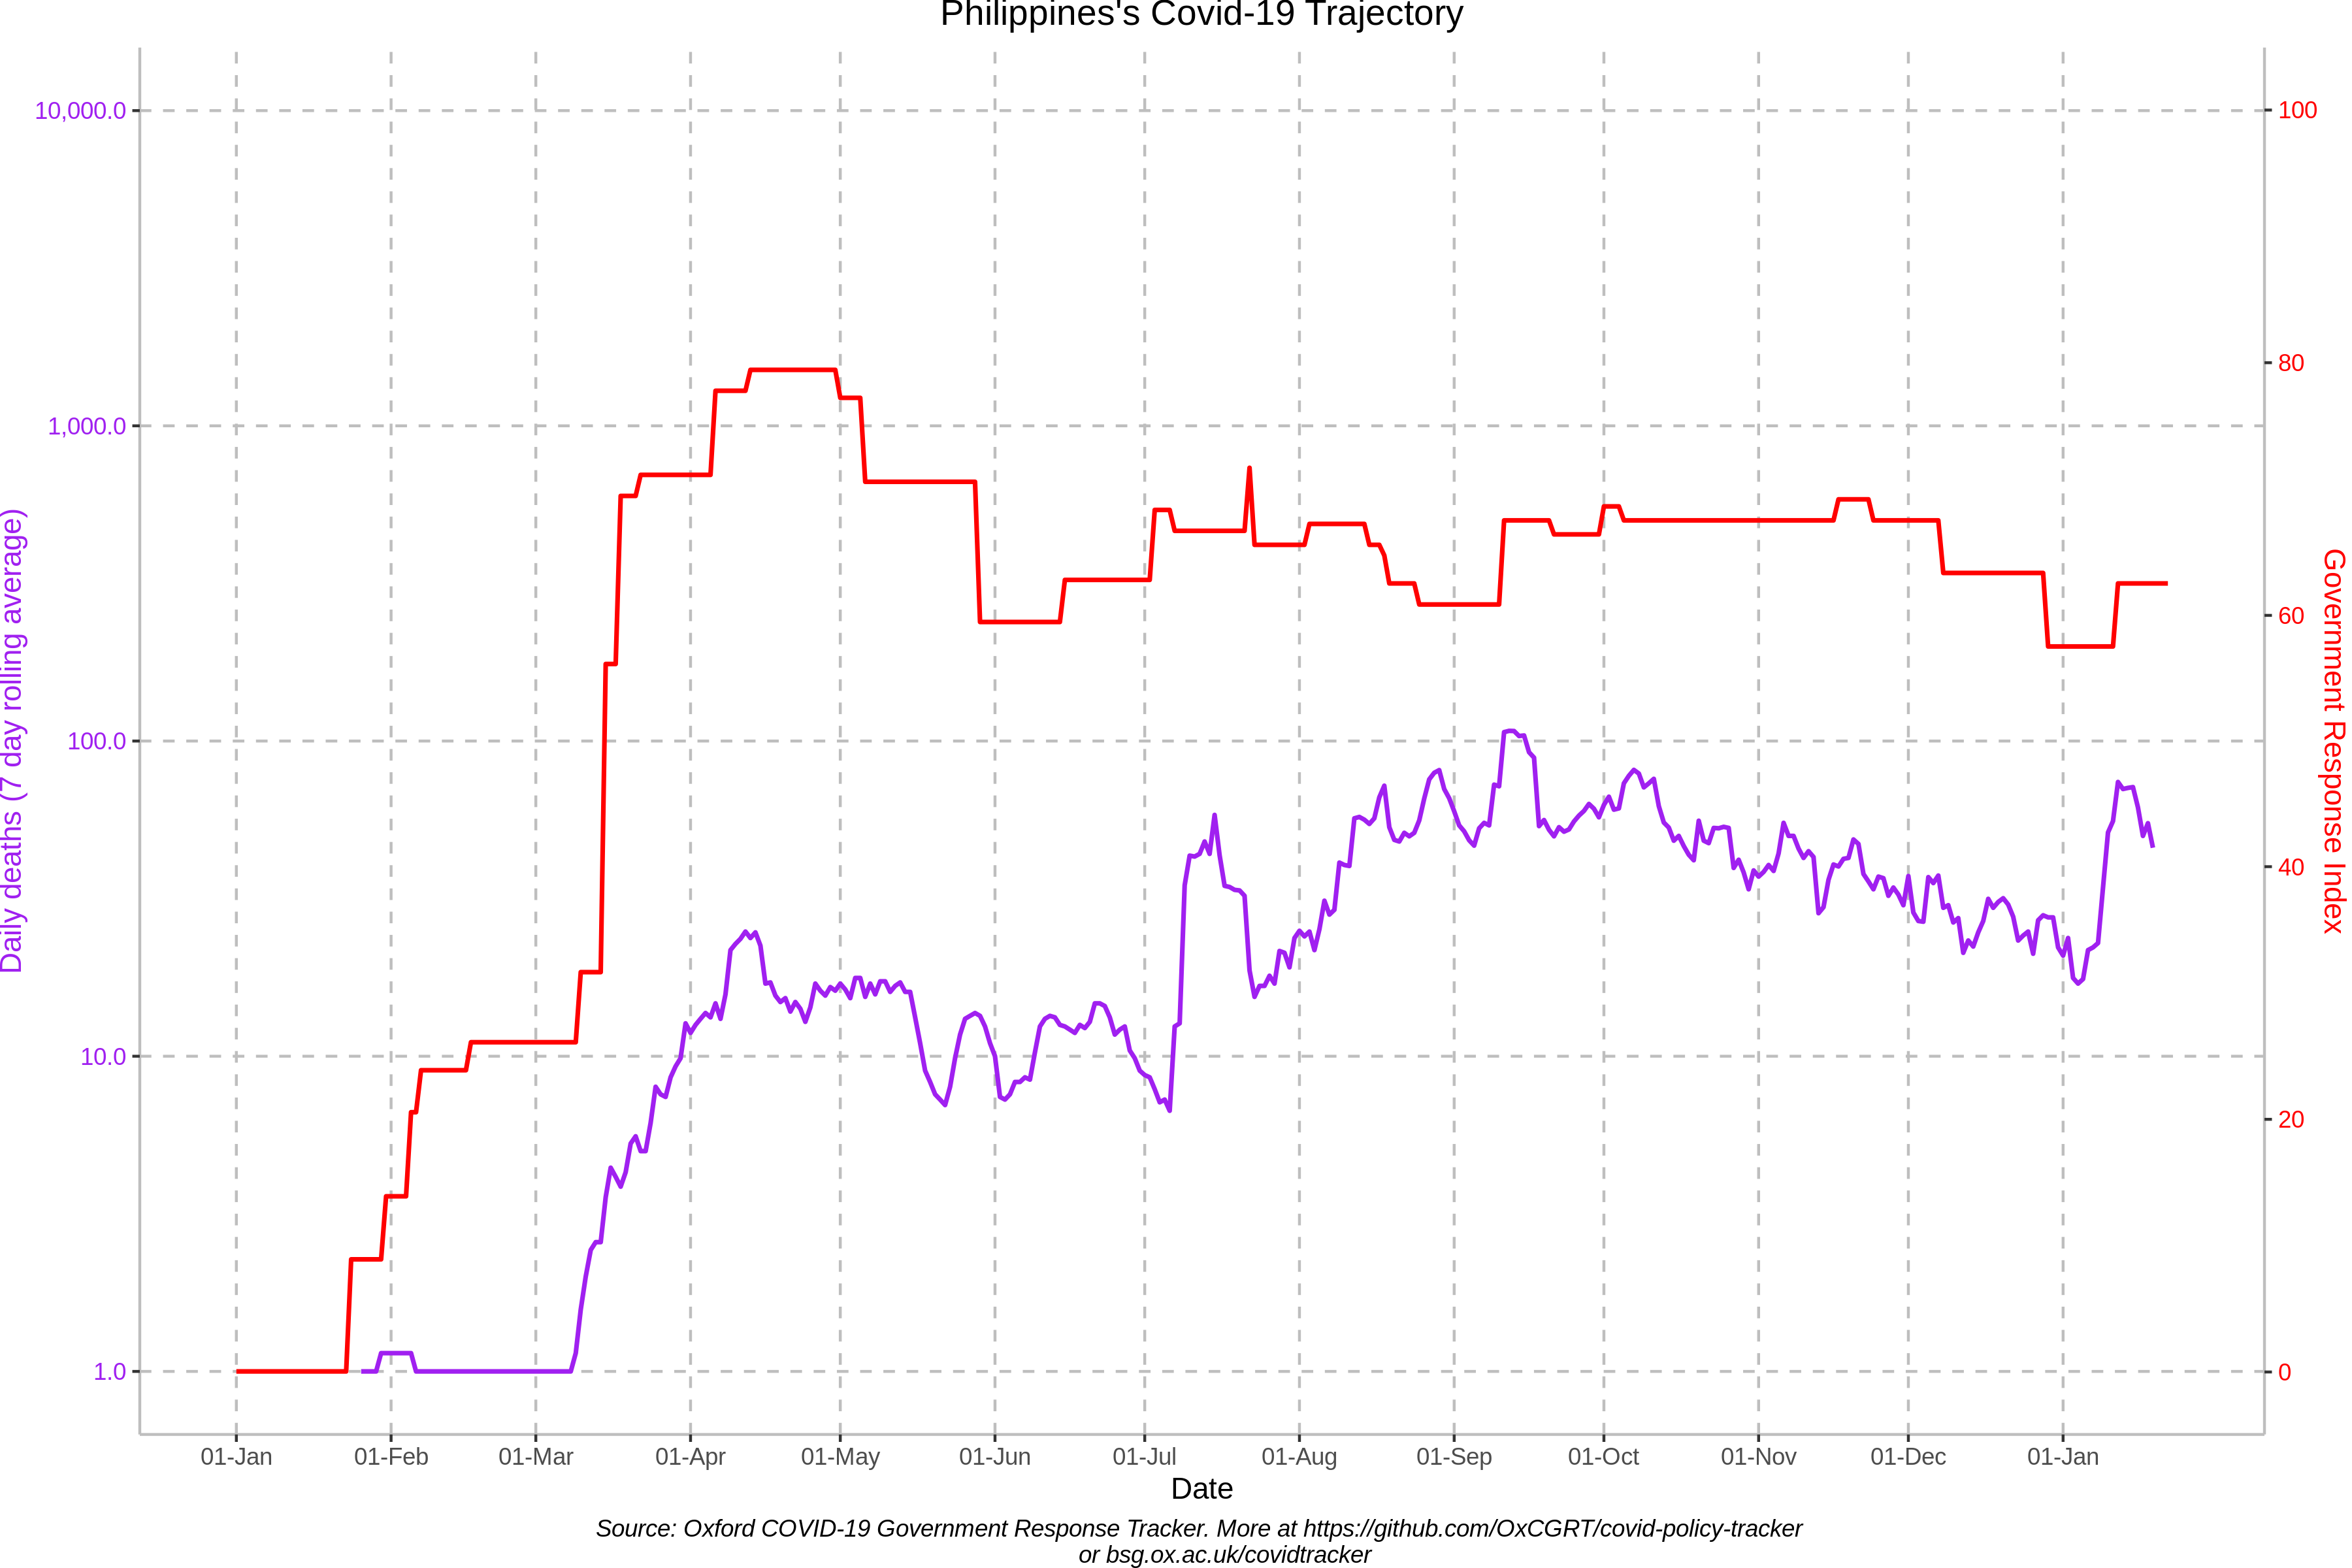 Philippines's Covid-19 Trajectory
10,000.0
1,000.0
100.0
10.0
1.0
Daily deaths (7 day rolling average)
100
80
60
40
20
0
Government Response Index
01-Jan 01-Feb 01-Mar 01-Apr 01-May 01-Jun 01-Jul 01-Aug 01-Sep 01-Oct 01-Nov 01-Dec 01-Jan
Date
Source: Oxford COVID-19 Government Response Tracker. More at https://github.com/OxCGRT/covid-policy-tracker
or bsg.ox.ac.uk/covidtracker